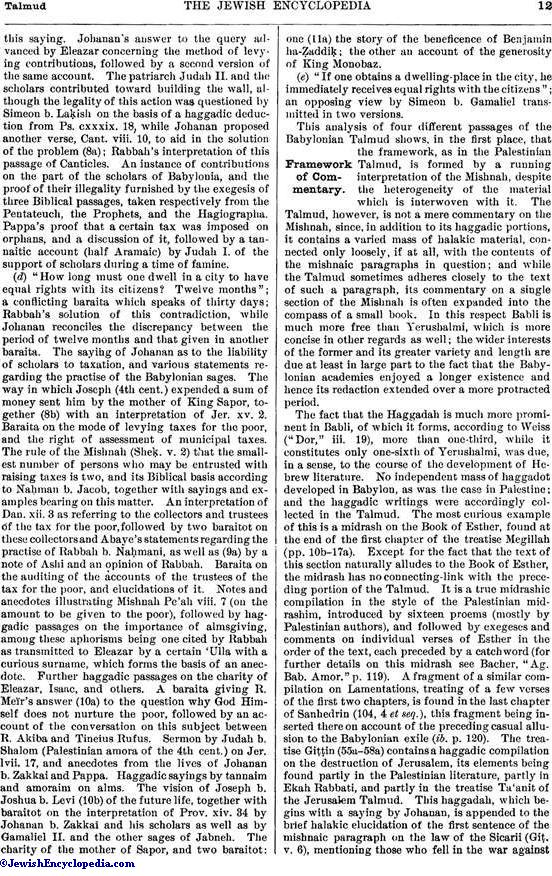 Talmud THE JEWISH ENCYCLOPEDIA 12
this saying. Johanan's answer to the query ad-
vanced by Eleazar concerning the method of levy-
ing contributions, followed by a second version of
the same account. The patriarch Judah II. and the
scholars contributed toward building the wall, al-
though the legality of this action was questioned by
Simeon b. Laḳish on the basis of a haggadic deduc-
tion from Ps. cxxxix. 18, while Johanan proposed
another verse, Cant. viii. 10, to aid in the solution
of the problem (8a); Rabbah's interpretation of this
passage of Canticles. An instance of contributions
on the part of the scholars of Babylonia, and the
proof of their illegality furnished by the exegesis of
three Biblical passages, taken respectively from the
Pentateuch, the Prophets, and the Hagiographa.
Pappa's proof that a certain tax was imposed on
orphans, and a discussion of it, followed by a tan-
naitic account (half Aramaic) by Judah I. of the
support of scholars during a time of famine.
(d) "How long must one dwell in a city to have
equal rights with its citizens? Twelve months";
a conflicting baraita which speaks of thirty days;
Rabbah's solution of this contradiction, while
Johanan reconciles the discrepancy between the
period of twelve months and that given in another
baraita. The saying of Johanan as to the liability
of scholars to taxation, and various statements re-
garding the practise of the Babylonian sages. The
way in which Joseph (4th cent.) expended a sum of
money sent him by the mother of King Sapor, to-
gether (8b) with an interpretation of Jer. xv. 2.
Baraita on the mode of levying taxes for the poor,
and the right of assessment of municipal taxes.
The rule of the Mishnah (Sheḳ. v. 2) that the small-
est number of persons who may be entrusted with
raising taxes is two, and its Biblical basis according
to Naḥman b. Jacob, together with sayings and ex-
amples bearing on this matter. An interpretation of
Dan. xii. 3 as referring to the collectors and trustees
of the tax for the poor, followed by two baraitot on
these collectors and Abaye's statements regarding the
practise of Rabbah b. Naḥmani, as well as (9a) by a
note of Ashi and an opinion of Rabbah. Baraita on
the auditing of the accounts of the trustees of the
tax for the poor, and elucidations of it. Notes and
anecdotes illustrating Mishnah Pe'ah viii. 7 (on the
amount to be given to the poor), followed by hag-
gadic passages on the importance of almsgiving,
among these aphorisms being one cited by Rabbah
as transmitted to Eleazar by a certain 'Ulla with a
curious surname, which forms the basis of an anec-
dote. Further haggadic passages on the charity of
Eleazar, Isaac, and others. A baraita giving R.
Meïr's answer (10a) to the question why God Him-
self does not nurture the poor, followed by an ac-
count of the conversation on this subject between
R. Akiba and Tineius Rufus. Sermon by Judah b.
Shalom (Palestinian amora of the 4th cent.) on Jer.
lvii. 17, and anecdotes from the lives of Johanan
b. Zakkai and Pappa. Haggadic sayings by tannaim
and amoraim on alms. The vision of Joseph b.
Joshua b. Levi (10b) of the future life, together with
baraitot on the interpretation of Prov. xiv. 34 by
Johanan b. Zakkai and his scholars as well as by
Gamaliel II. and the other sages of Jabneh. The
charity of the mother of Sapor, and two baraitot:
one (11a) the story of the beneficence of Benjamin
ha-Ẓaddiḳ; the other an account of the generosity
of King Monobaz.
(e) "If one obtains a dwelling-place in the city, he
immediately receives equal rights with the citizens";
an opposing view by Simeon b. Gamaliel trans-
mitted in two versions.
This analysis of four different passages of the
Babylonian Talmud shows, in the first place, that
the framework, as in the Palestinian
Framework Talmud, is formed by a running
of Com- interpretation of the Mishnah, despite
mentary. the heterogeneity of the material
which is interwoven with it. The
Talmud, however, is not a mere commentary on the
Mishnah, since, in addition to its haggadic portions,
it contains a varied mass of halakic material, con-
nected only loosely, if at all, with the contents of
the mishnaic paragraphs in question; and while
the Talmud sometimes adheres closely to the text
of such a paragraph, its commentary on a single
section of the Mishnah is often expanded into the
compass of a small book. In this respect Babli is
much more free than Yerushalmi, which is more
concise in other regards as well; the wider interests
of the former and its greater variety and length are
due at least in large part to the fact that the Baby-
lonian academies enjoyed a longer existence and
hence its redaction extended over a more protracted
period.
The fact that the Haggadah is much more promi-
nent in Babli, of which it forms, according to Weiss
("Dor," iii. 19), more than one-third, while it
constitutes only one-sixth of Yerushalmi, was due,
in a sense, to the course of the development of He-
brew literature. No independent mass of haggadot
developed in Babylon, as was the case in Palestine;
and the haggadic writings were accordingly col-
lected in the Talmud. The most curious example
of this is a midrash on the Book of Esther, found at
the end of the first chapter of the treatise Megillah
(pp. 10b-17a). Except for the fact that the text of
this section naturally alludes to the Book of Esther,
the midrash has no connecting-link with the prece-
ding portion of the Talmud. It is a true midrashic
compilation in the style of the Palestinian mid-
rashim, introduced by sixteen proems (mostly by
Palestinian authors), and followed by exegeses and
comments on individual verses of Esther in the
order of the text, each preceded by a catchword (for
further details on this midrash see Bacher, "Ag.
Bab. Amor." p. 119). A fragment of a similar com-
pilation on Lamentations, treating of a few verses
of the first two chapters, is found in the last chapter
of Sanhedrin (104, 4 et seq.), this fragment being in-
serted there on account of the preceding casual allu-
sion to the Babylonian exile (ib. p. 120). The trea-
tise Giṭṭin (55a-58a) contains a haggadic compilation
on the destruction of Jerusalem, its elements being
found partly in the Palestinian literature, partly in
Ekah Rabbati, and partly in the treatise Ta'anit of
the Jerusalem Talmud. This haggadah, which be-
gins with a saying by Johanan, is appended to the
brief halakic elucidation of the first sentence of the
mishnaic paragraph on the law of the Sicarii (Giṭ.
v. 6), mentioning those who fell in the war against
©JewishEncyclopedia.com